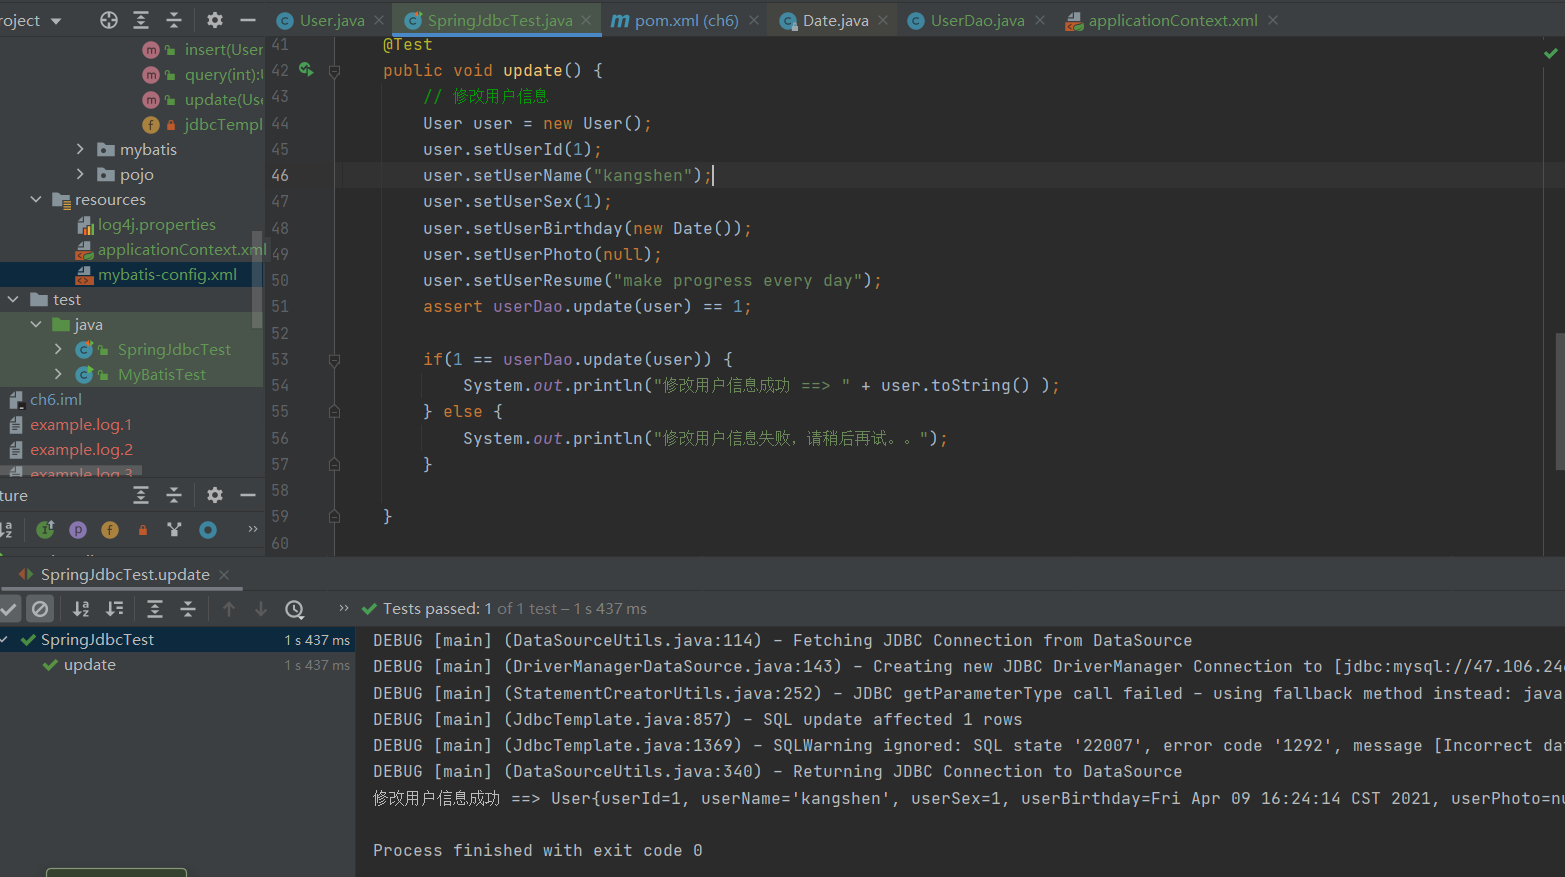 roject
User.java
SpringJdbcTest.java
pom.xml (ch6)
Date.java
UserDao.java
applicationContext.xml
insert(User
query(int):
update(Use
jdbcTempl
mybatis
pojo
resources
log4j.properties
applicationContext.xml
mybatis-config.xml
test
java
SpringJdbcTest
MyBatisTest
ch6.iml
example.log.1
example.log.2
example.log.3
41 @Test
42 public void update() {
43 // 修改用户信息
44 User user = new User();
45 user.setUserId(1);
46 user.setUserName("kangshen");
47 user.setUserSex(1);
48 user.setUserBirthday(new Date());
49 user.setUserPhoto(null);
50 user.setUserResume("make progress every day");
51 assert userDao.update(user) == 1;
52
53 if(1 == userDao.update(user)) {
54 System.out.println("修改用户信息成功 ==> " + user.toString() );
55 } else {
56 System.out.println("修改用户信息失败，请稍后再试。。");
57 }
58
59 }
60
ture
SpringJdbcTest.update
Tests passed: 1 of 1 test – 1 s 437 ms
SpringJdbcTest 1 s 437 ms
update 1 s 437 ms
DEBUG [main] (DataSourceUtils.java:114) - Fetching JDBC Connection from DataSource
DEBUG [main] (DriverManagerDataSource.java:143) - Creating new JDBC DriverManager Connection to [jdbc:mysql://47.106.24
DEBUG [main] (StatementCreatorUtils.java:252) - JDBC getParameterType call failed - using fallback method instead: java
DEBUG [main] (JdbcTemplate.java:857) - SQL update affected 1 rows
DEBUG [main] (JdbcTemplate.java:1369) - SQLWarning ignored: SQL state '22007', error code '1292', message [Incorrect da
DEBUG [main] (DataSourceUtils.java:340) - Returning JDBC Connection to DataSource
修改用户信息成功 ==> User{userId=1, userName='kangshen', userSex=1, userBirthday=Fri Apr 09 16:24:14 CST 2021, userPhoto=nu
Process finished with exit code 0